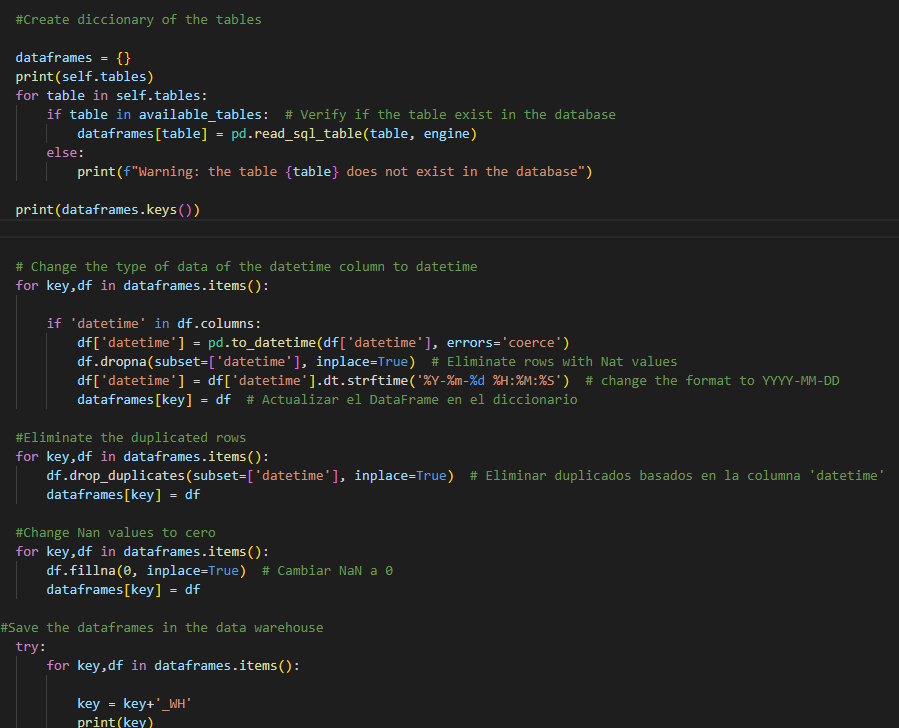 #Create diccionary of the tables
dataframes = {}
print(self.tables)
for table in self.tables:
if table in available_tables:  # Verify if the table exist in the database
dataframes[table] = pd.read_sql_table(table, engine)
else:
print(f"Warning: the table {table} does not exist in the database")
print(dataframes.keys())
# Change the type of data of the datetime column to datetime
for key,df in dataframes.items():
if 'datetime' in df.columns:
df['datetime'] = pd.to_datetime(df['datetime'], errors='coerce')
df.dropna(subset=['datetime'], inplace=True)  # Eliminate rows with Nat values
df['datetime'] = df['datetime'].dt.strftime('%Y-%m-%d %H:%M:%S')  # change the format to YYYY-MM-DD
dataframes[key] = df  # Actualizar el DataFrame en el diccionario
#Eliminate the duplicated rows
for key,df in dataframes.items():
df.drop_duplicates(subset=['datetime'], inplace=True)  # Eliminar duplicados basados en la columna 'datetime'
dataframes[key] = df
#Change Nan values to cero
for key,df in dataframes.items():
df.fillna(0, inplace=True)  # Cambiar NaN a 0
dataframes[key] = df
#Save the dataframes in the data warehouse
try:
for key,df in dataframes.items():
key = key+'_WH'
print(key)